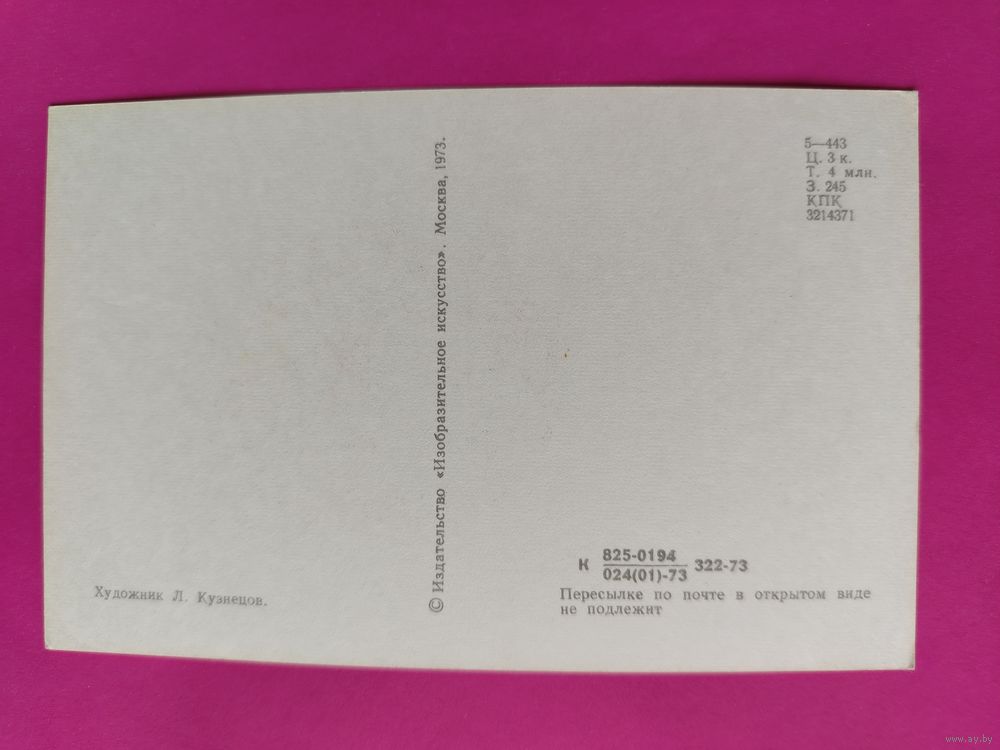 5—443
Ц. 3 к.
Т. 4 млн.
З. 245
КПК
3214371
© Издательство «Изобразительное искусство». Москва, 1973.
Художник Л. Кузнецов.
К 825-0194/024(01)-73 322-73
Пересылке по почте в открытом виде
не подлежит
www.ay.by